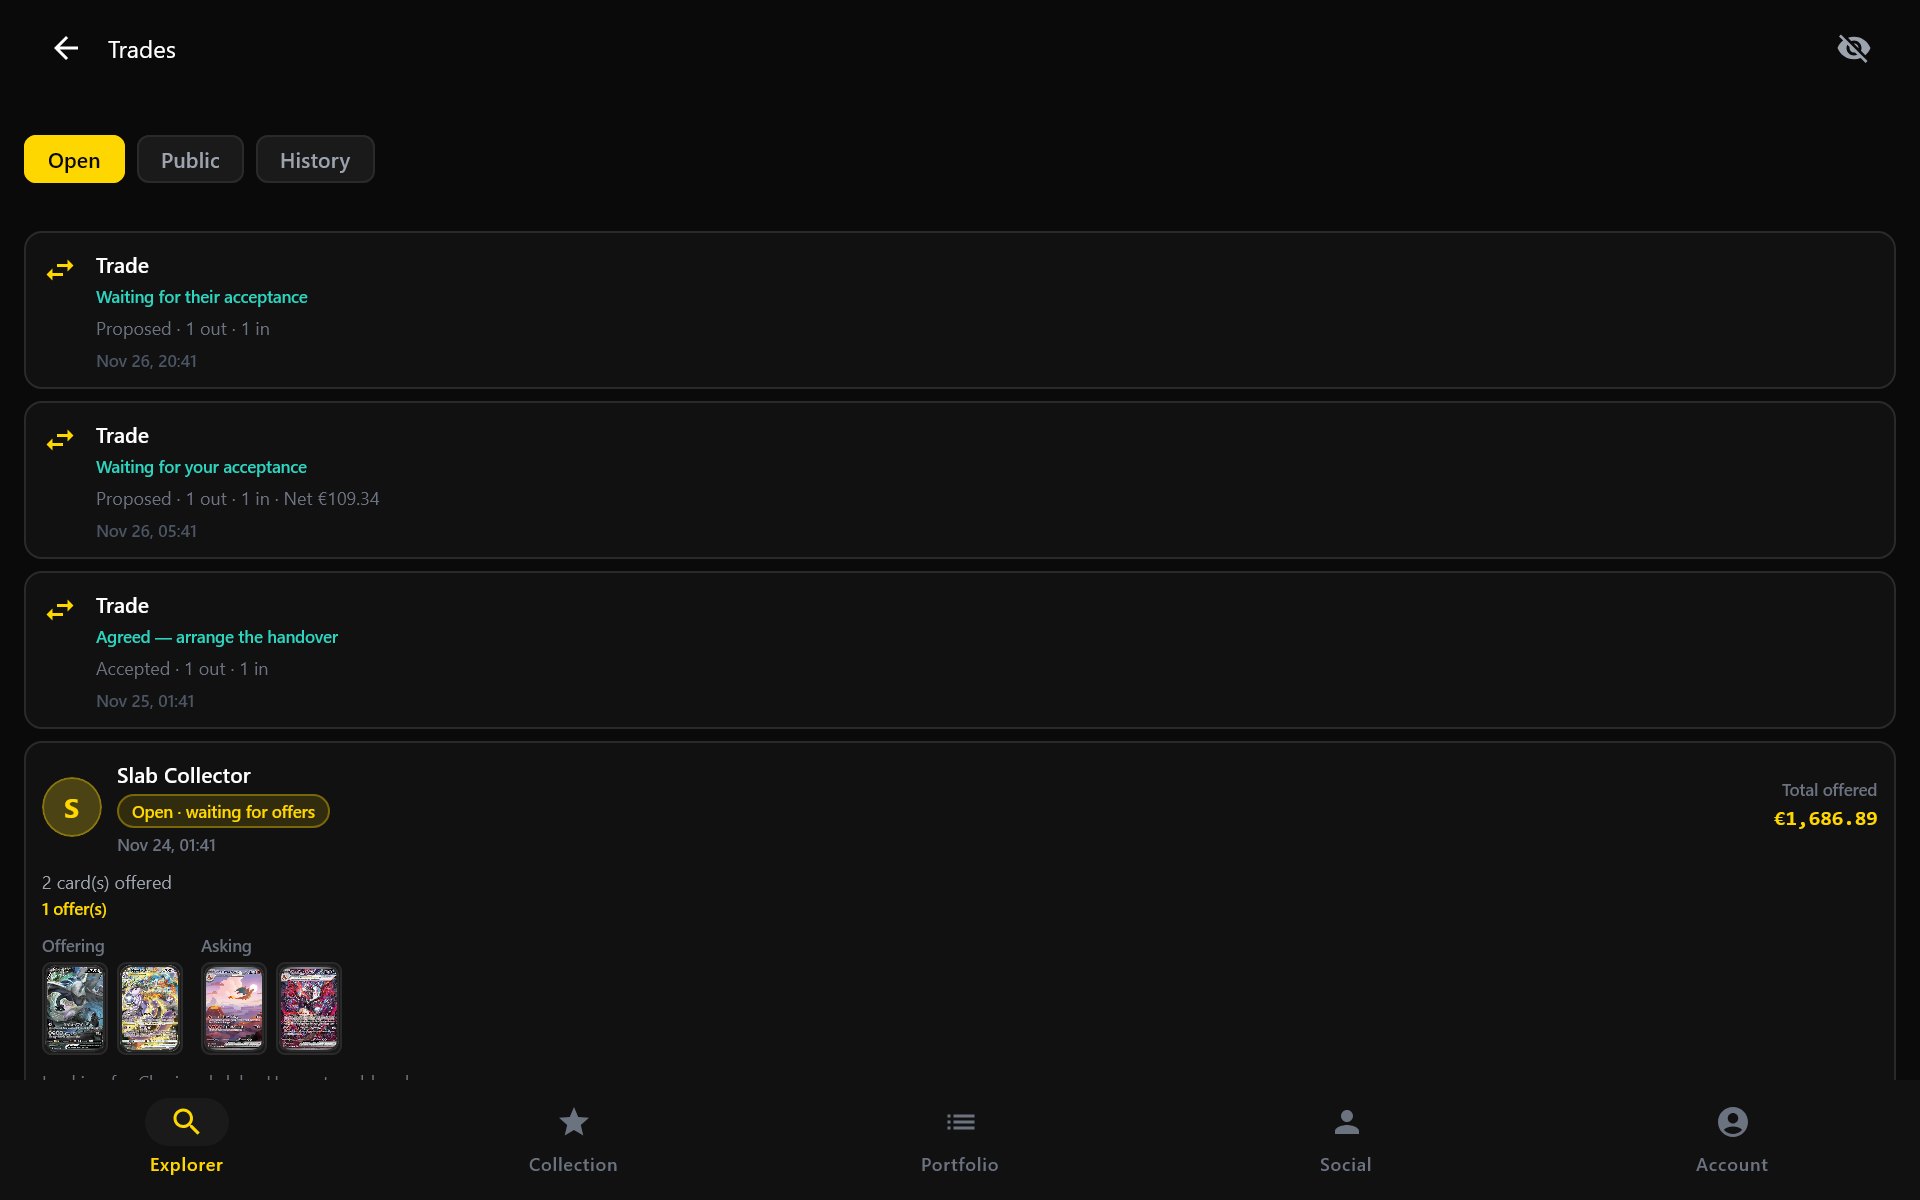 Trades
Open
Public
History
Trade
Waiting for their acceptance
Proposed · 1 out · 1 in
Nov 26, 20:41
Trade
Waiting for your acceptance
Proposed · 1 out · 1 in · Net €109.34
Nov 26, 05:41
Trade
Agreed — arrange the handover
Accepted · 1 out · 1 in
Nov 25, 01:41
S
Slab Collector
Open · waiting for offers
Nov 24, 01:41
Total offered
€1,686.89
2 card(s) offered
1 offer(s)
Offering
Asking
Explorer
Collection
Portfolio
Social
Account